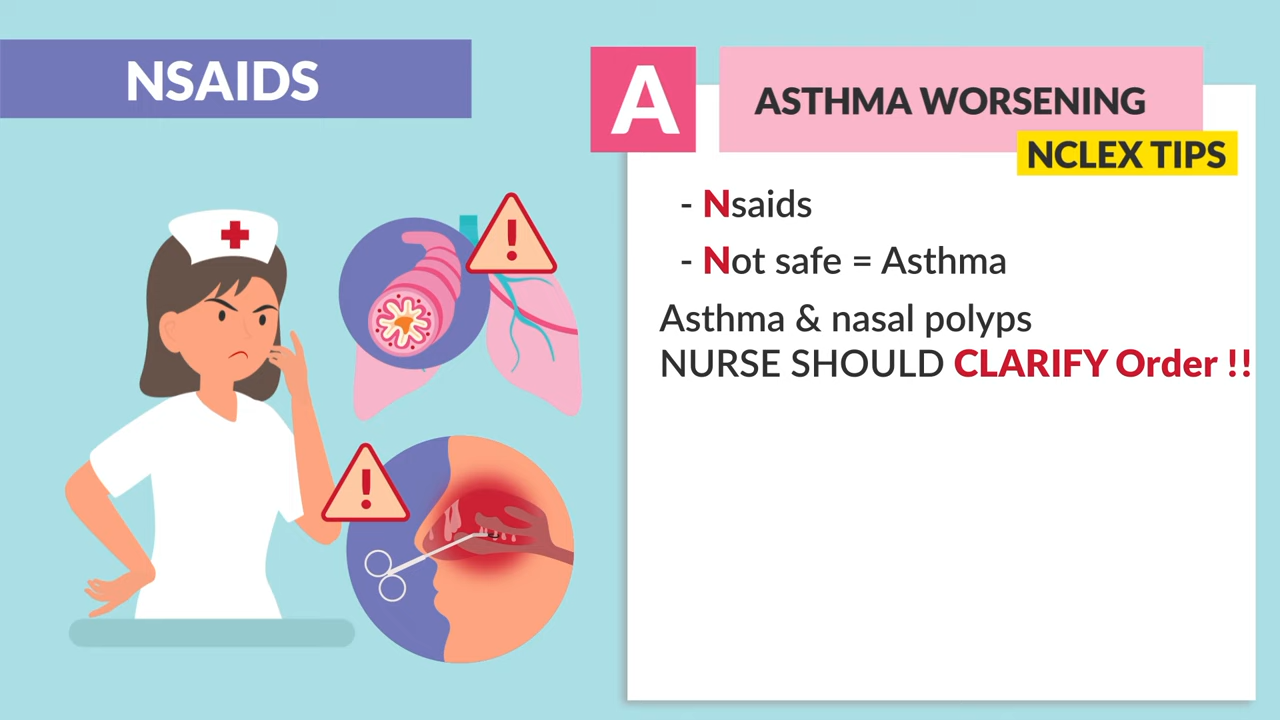 NSAIDS
A
ASTHMA WORSENING
NCLEX TIPS
- Nsaids
- Not safe = Asthma
Asthma & nasal polyps
NURSE SHOULD CLARIFY Order !!